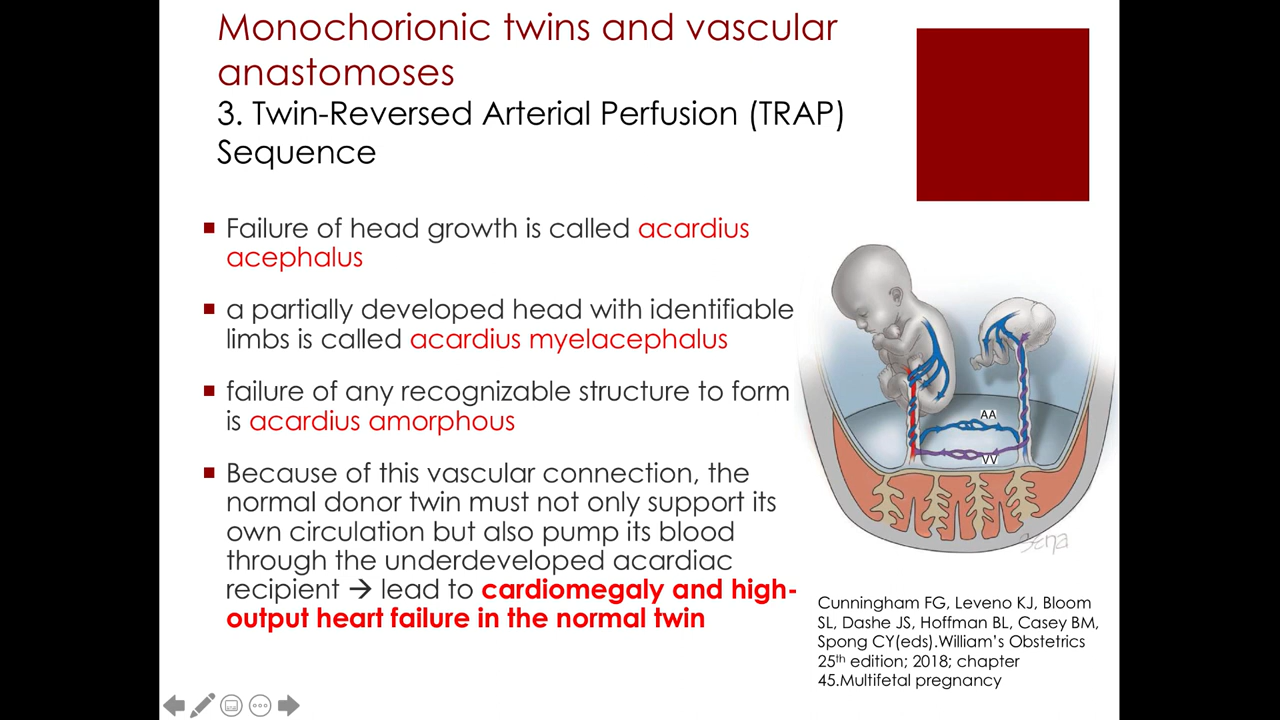 Monochorionic twins and vascular
anastomoses
3. Twin-Reversed Arterial Perfusion (TRAP)
Sequence
Failure of head growth is called acardius
acephalus
a partially developed head with identifiable
limbs is called acardius myelacephalus
failure of any recognizable structure to form
is acardius amorphous
Because of this vascular connection, the
normal donor twin must not only support its
own circulation but also pump its blood
through the underdeveloped acardiac
recipient → lead to cardiomegaly and high-
output heart failure in the normal twin
AA
VV
Cunningham FG, Leveno KJ, Bloom
SL, Dashe JS, Hoffman BL, Casey BM,
Spong CY(eds).William's Obstetrics
25th edition; 2018; chapter
45.Multifetal pregnancy